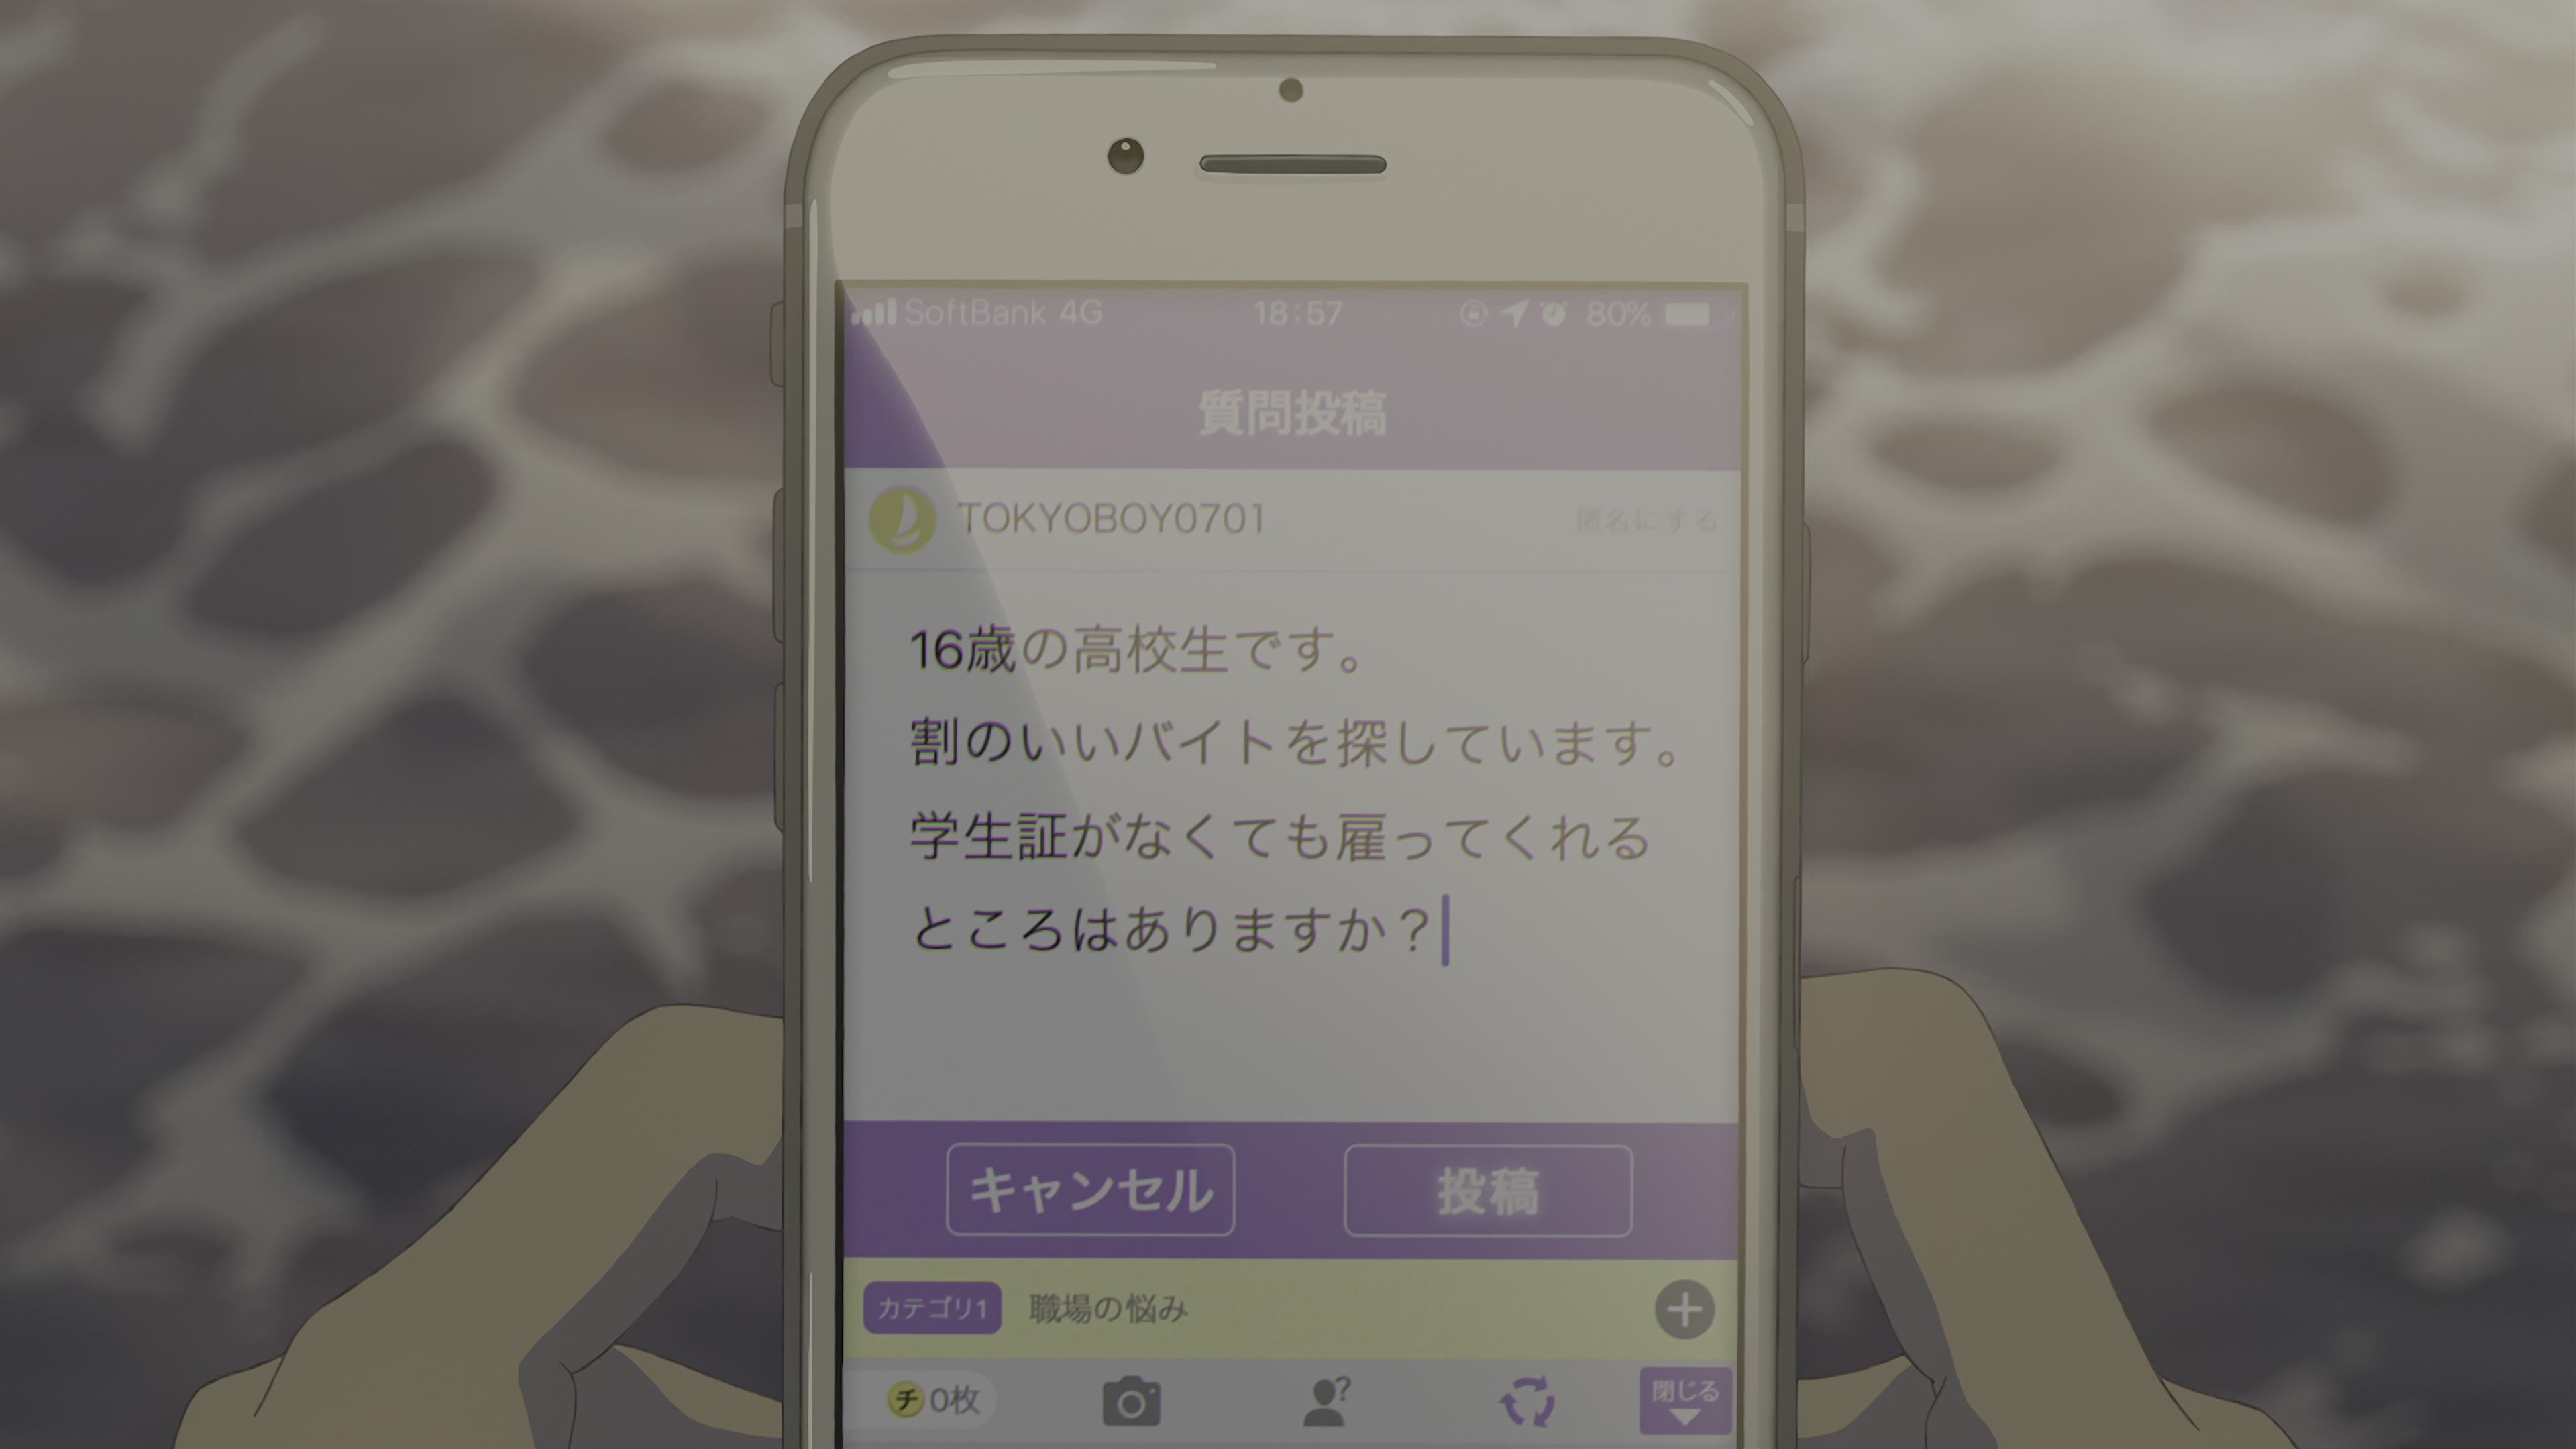 SoftBank 4G 18:57 80%
質問投稿
TOKYOBOY0701 匿名にする
16歳の高校生です。
割のいいバイトを探しています。
学生証がなくても雇ってくれる
ところはありますか？
キャンセル 投稿
カテゴリ1 職場の悩み
チ 0枚 閉じる